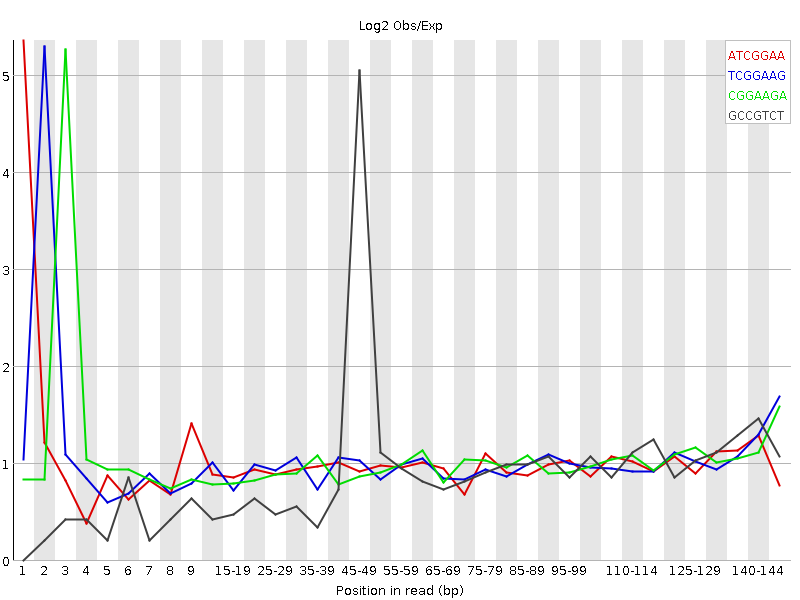 Log2 Obs/Exp
ATCGGAA
TCGGAAG
CGGAAGA
GCCGTCT
5
4
3
2
1
0
1 2 3 4 5 6 7 8 9 15-19 25-29 35-39 45-49 55-59 65-69 75-79 85-89 95-99 110-114 125-129 140-144
Position in read (bp)